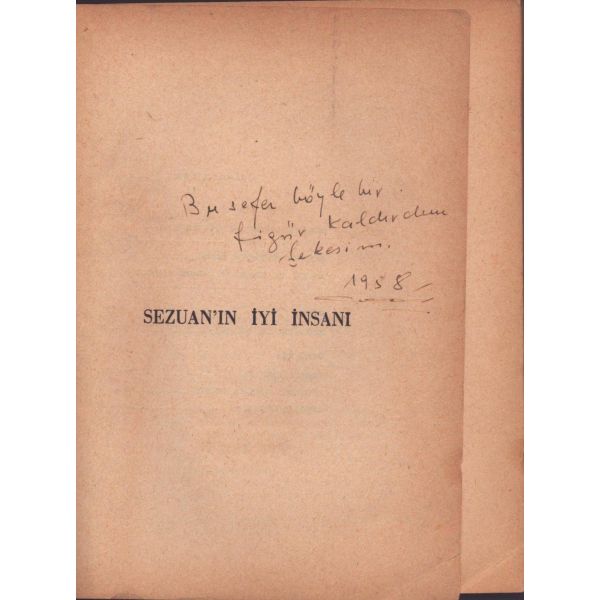 Bu sefer böyle bir
figür kaldırdım
Şekerim.
1958
SEZUAN'IN İYİ İNSANI